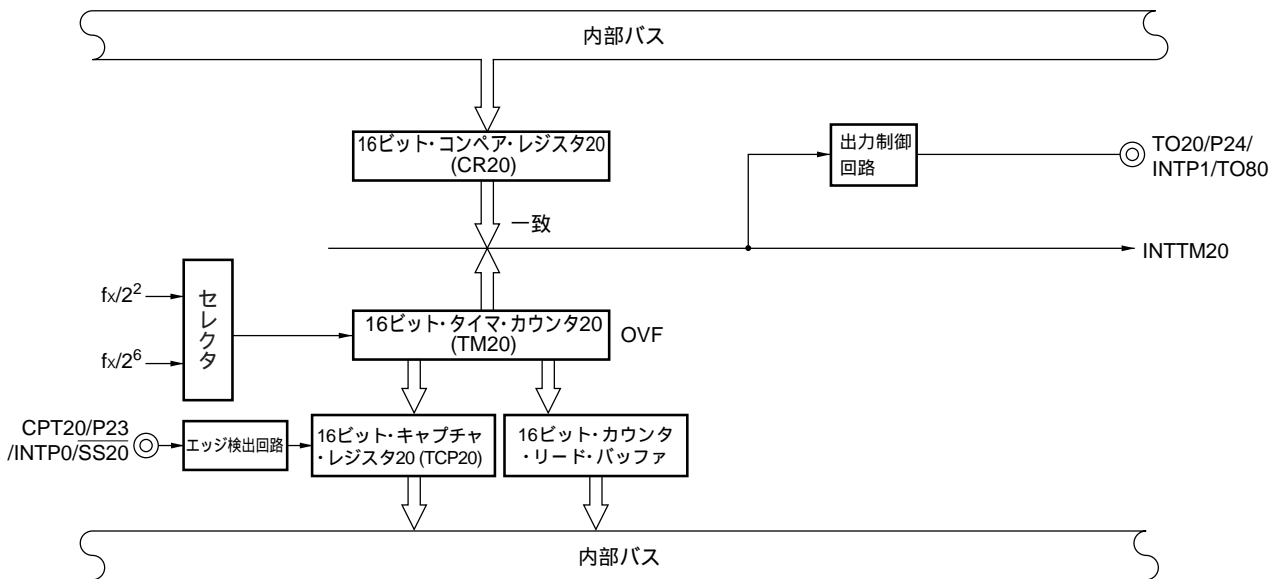 内部バス
16ビット・コンペア・レジスタ20
(CR20)
出力制御
回路
TO20/P24/
INTP1/TO80
一致
INTTM20
fx/2²
セレクタ
fx/2⁶
16ビット・タイマ・カウンタ20
(TM20)
OVF
CPT20/P23
/INTP0/S̅S̅2̅0̅
エッジ検出回路
16ビット・キャプチャ
・レジスタ20 (TCP20)
16ビット・カウンタ
・リード・バッファ
内部バス